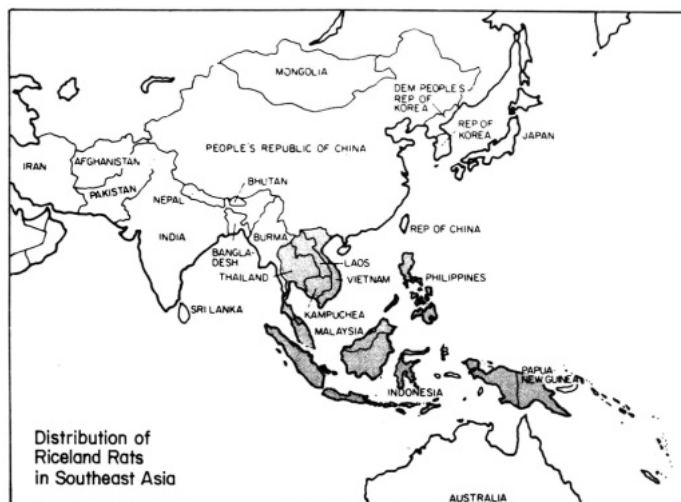 MONGOLIA
DEM PEOPLE'S
REP OF
KOREA
REP OF
KOREA
JAPAN
PEOPLE'S REPUBLIC OF CHINA
IRAN
AFGHANISTAN
PAKISTAN
NEPAL
BHUTAN
INDIA
BURMA
BANGLA-
DESH
REP OF CHINA
LAOS
THAILAND
VIETNAM
PHILIPPINES
SRI LANKA
KAMPUCHEA
MALAYSIA
PAPUA
NEW GUINEA
INDONESIA
Distribution of
Riceland Rats
in Southeast Asia
AUSTRALIA